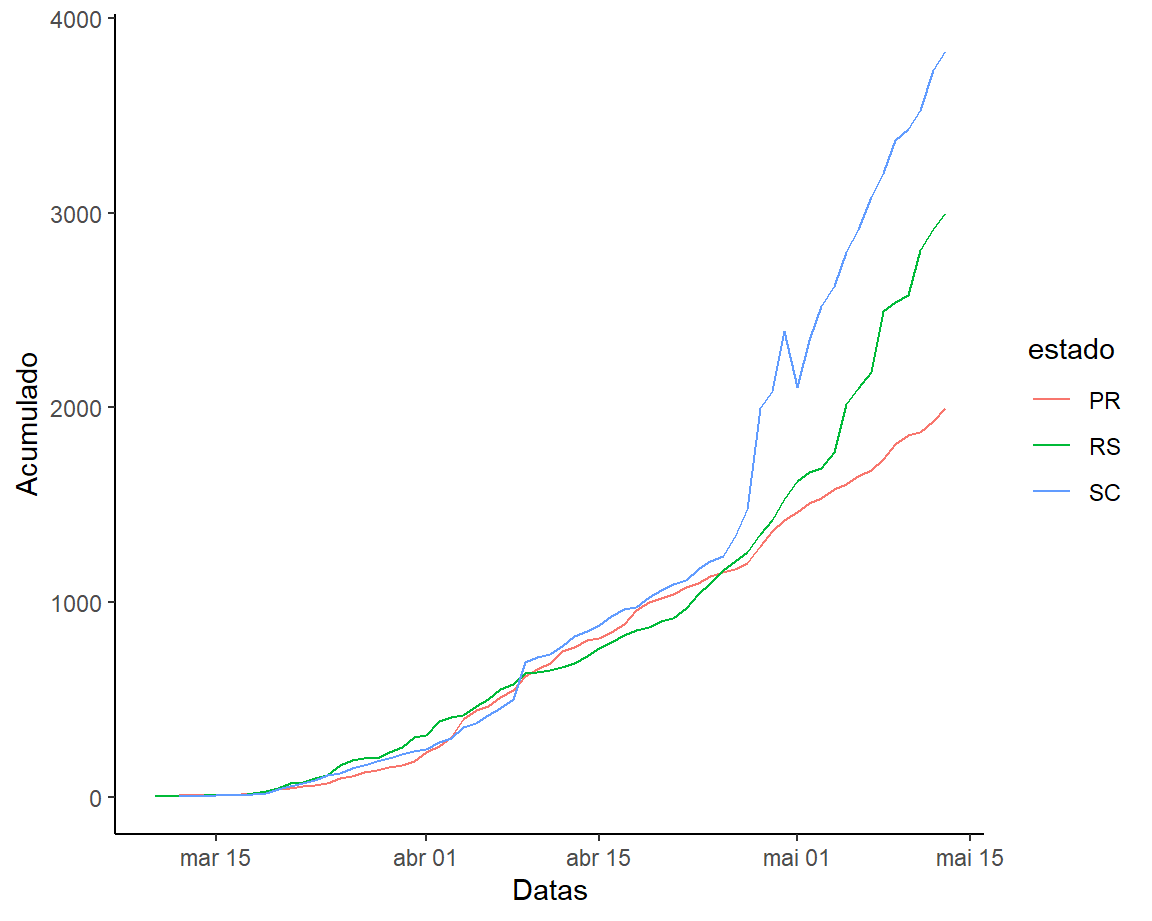 4000
3000
2000
1000
0
Acumulado
mar 15
abr 01
abr 15
mai 01
mai 15
Datas
estado
PR
RS
SC